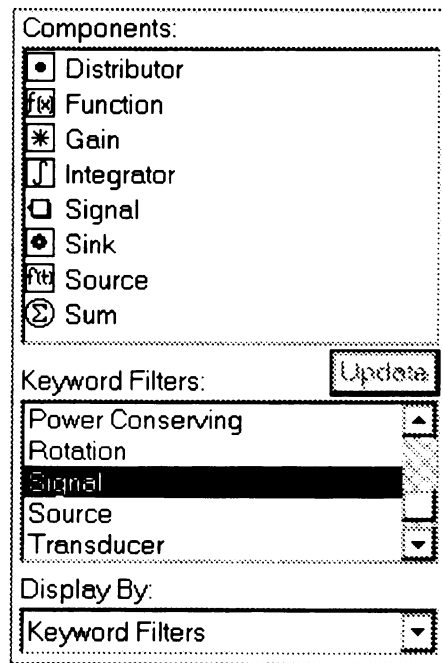 Components:
Distributor
f(x) Function
Gain
∫ Integrator
Signal
Sink
f(t) Source
Σ Sum
Update
Keyword Filters:
Power Conserving
Rotation
Signal
Source
Transducer
Display By:
Keyword Filters